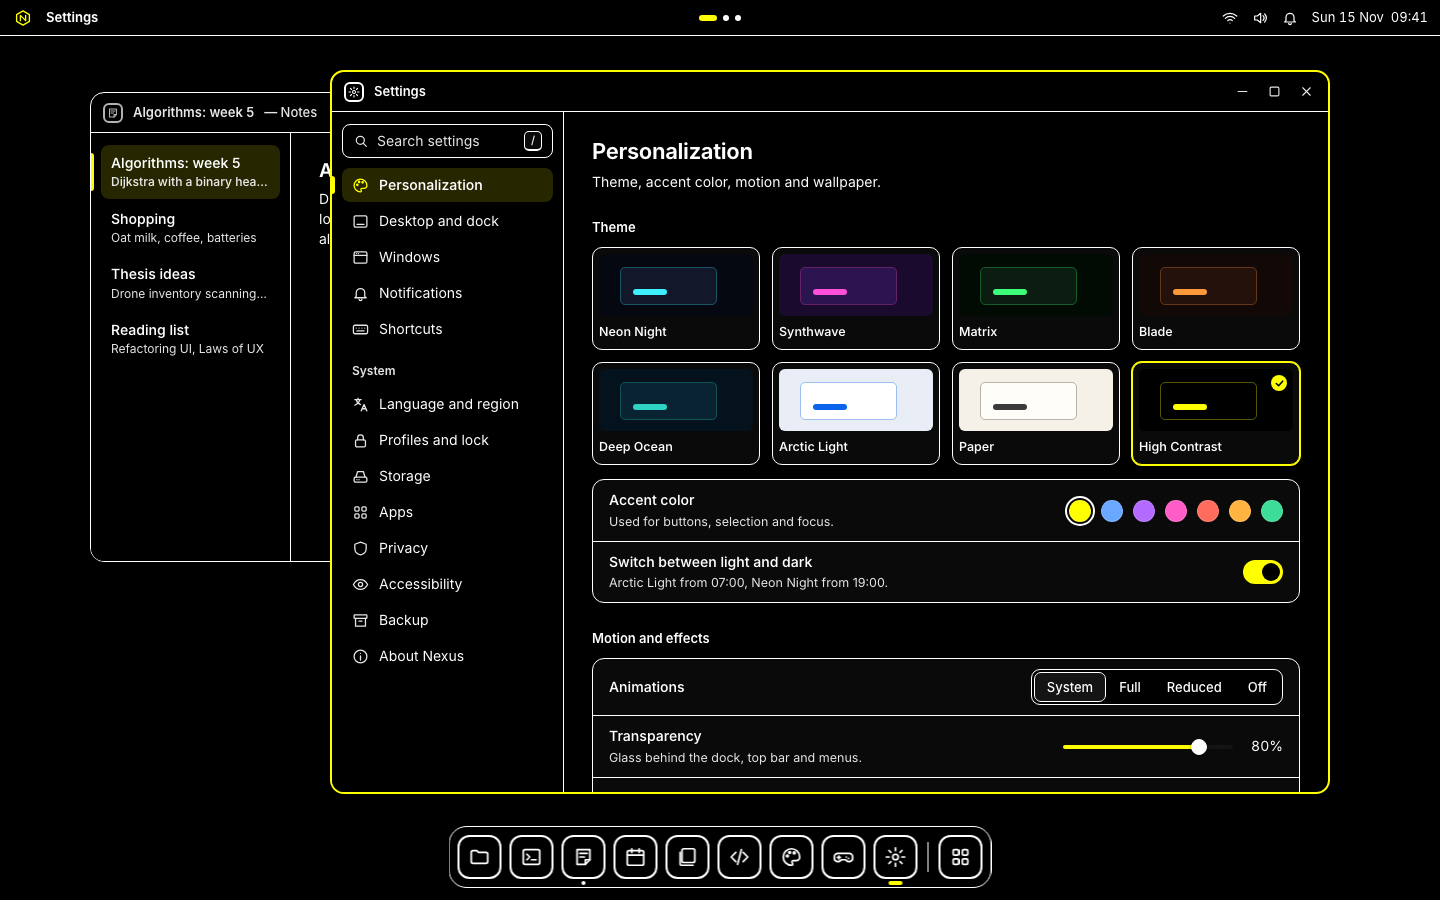 Settings
Sun 15 Nov 09:41
Algorithms: week 5 — Notes
Algorithms: week 5
Dijkstra with a binary hea...
Shopping
Oat milk, coffee, batteries
Thesis ideas
Drone inventory scanning...
Reading list
Refactoring UI, Laws of UX
Settings
Search settings /
Personalization
Desktop and dock
Windows
Notifications
Shortcuts
System
Language and region
Profiles and lock
Storage
Apps
Privacy
Accessibility
Backup
About Nexus
Personalization
Theme, accent color, motion and wallpaper.
Theme
Neon Night
Synthwave
Matrix
Blade
Deep Ocean
Arctic Light
Paper
High Contrast
Accent color
Used for buttons, selection and focus.
Switch between light and dark
Arctic Light from 07:00, Neon Night from 19:00.
Motion and effects
Animations
System Full Reduced Off
Transparency
Glass behind the dock, top bar and menus.
80%